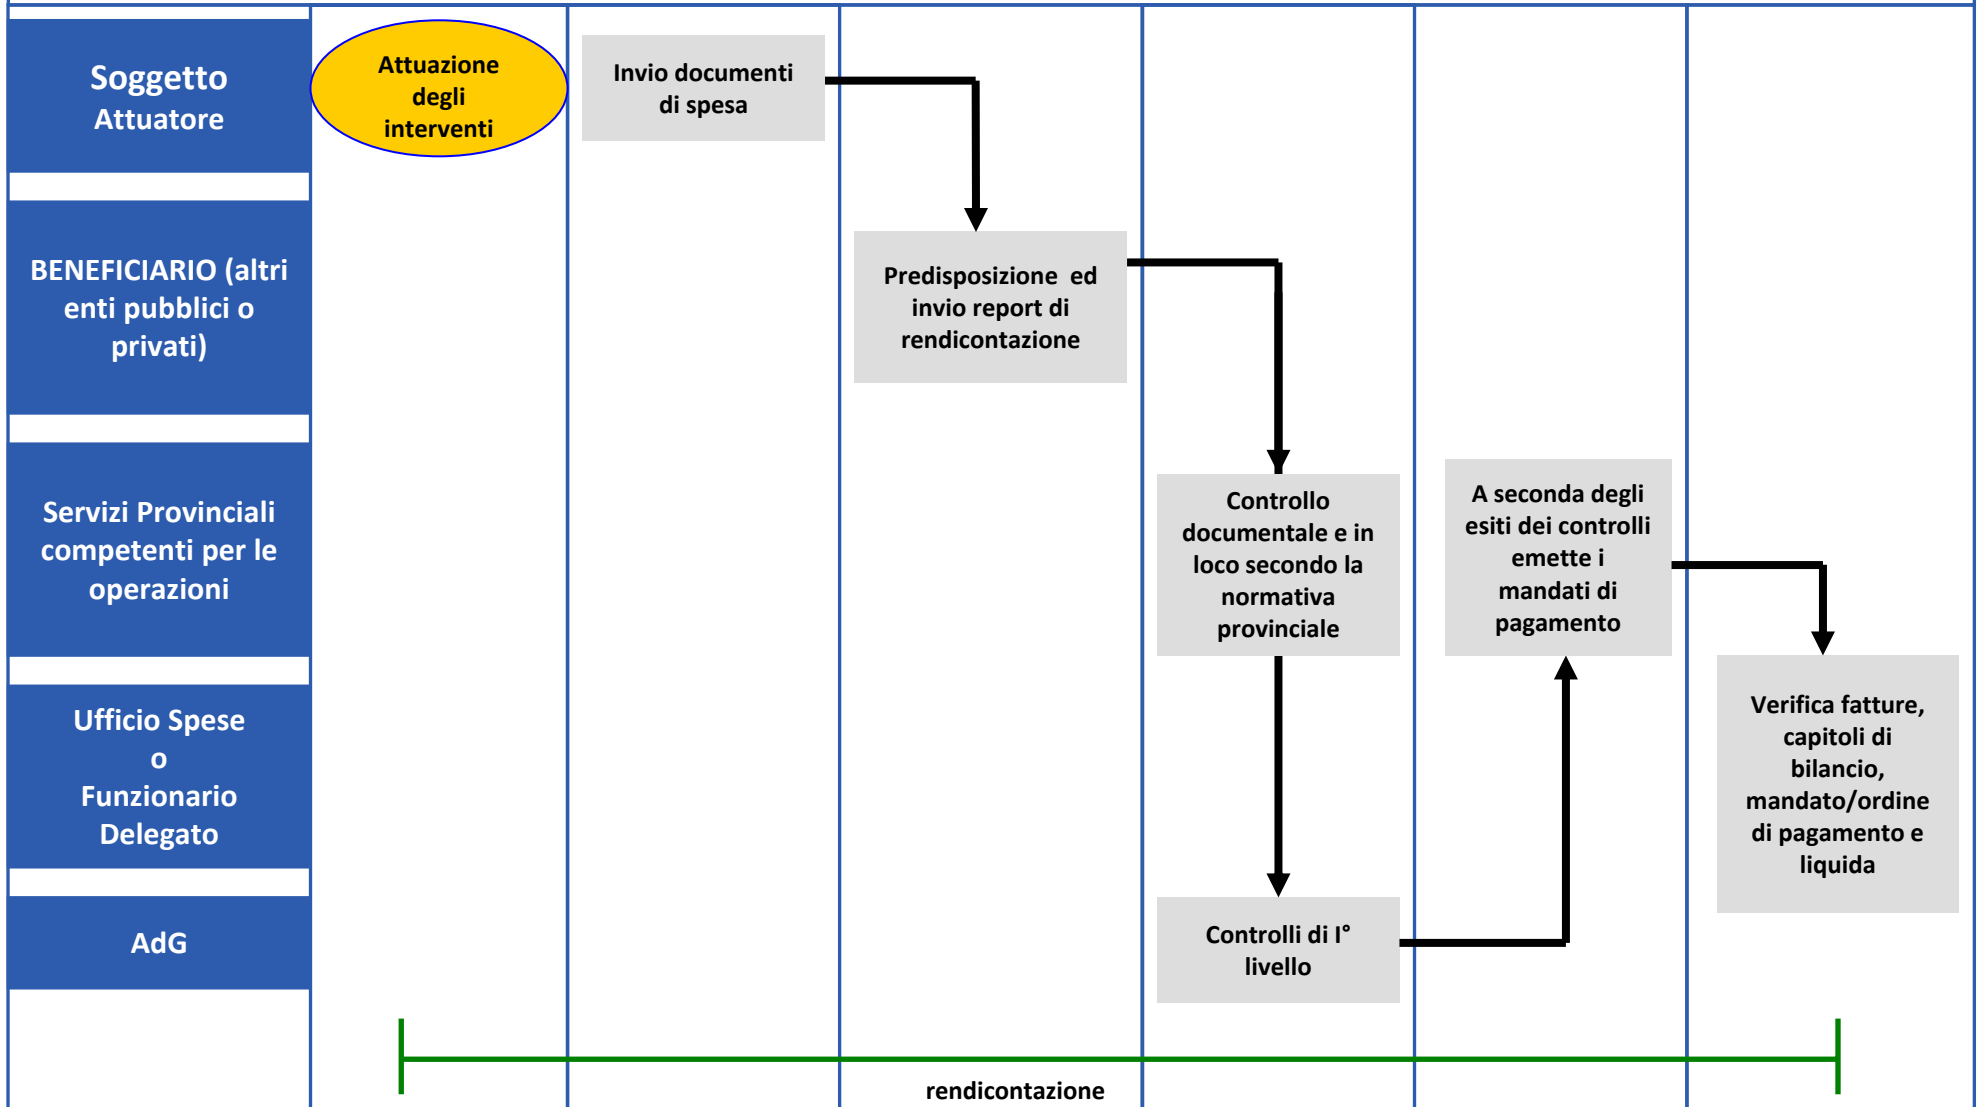 Soggetto
Attuatore
Attuazione
degli
interventi
Invio documenti
di spesa
BENEFICIARIO (altri
enti pubblici o
privati)
Predisposizione ed
invio report di
rendicontazione
Servizi Provinciali
competenti per le
operazioni
Controllo
documentale e in
loco secondo la
normativa
provinciale
A seconda degli
esiti dei controlli
emette i
mandati di
pagamento
Ufficio Spese
o
Funzionario
Delegato
Verifica fatture,
capitoli di
bilancio,
mandato/ordine
di pagamento e
liquida
AdG
Controlli di I°
livello
rendicontazione